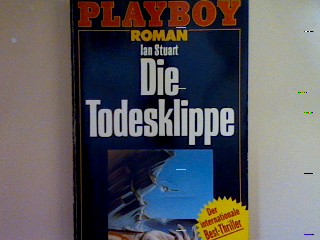 PLAYBOY
ROMAN
Ian Stuart
Die
Todesklippe
Der
internationale
Best-Thriller